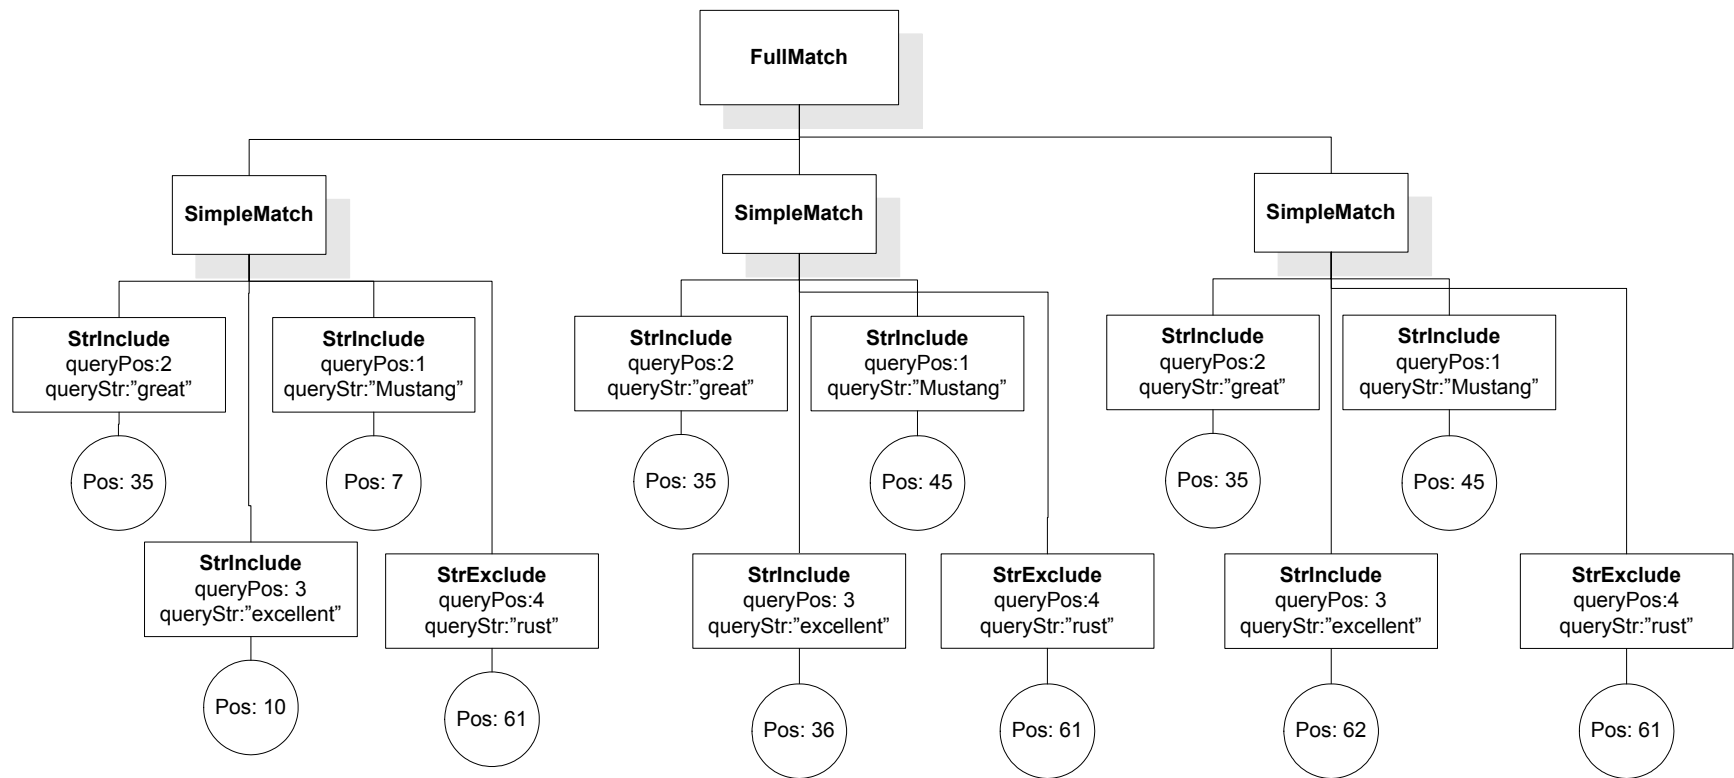 FullMatch
SimpleMatch
SimpleMatch
SimpleMatch
StrInclude
queryPos:2
queryStr:”great”
StrInclude
queryPos:1
queryStr:”Mustang”
StrInclude
queryPos:2
queryStr:”great”
StrInclude
queryPos:1
queryStr:”Mustang”
StrInclude
queryPos:2
queryStr:”great”
StrInclude
queryPos:1
queryStr:”Mustang”
Pos: 35
Pos: 7
Pos: 35
Pos: 45
Pos: 35
Pos: 45
StrInclude
queryPos: 3
queryStr:”excellent”
StrExclude
queryPos:4
queryStr:”rust”
StrInclude
queryPos: 3
queryStr:”excellent”
StrExclude
queryPos:4
queryStr:”rust”
StrInclude
queryPos: 3
queryStr:”excellent”
StrExclude
queryPos:4
queryStr:”rust”
Pos: 10
Pos: 61
Pos: 36
Pos: 61
Pos: 62
Pos: 61